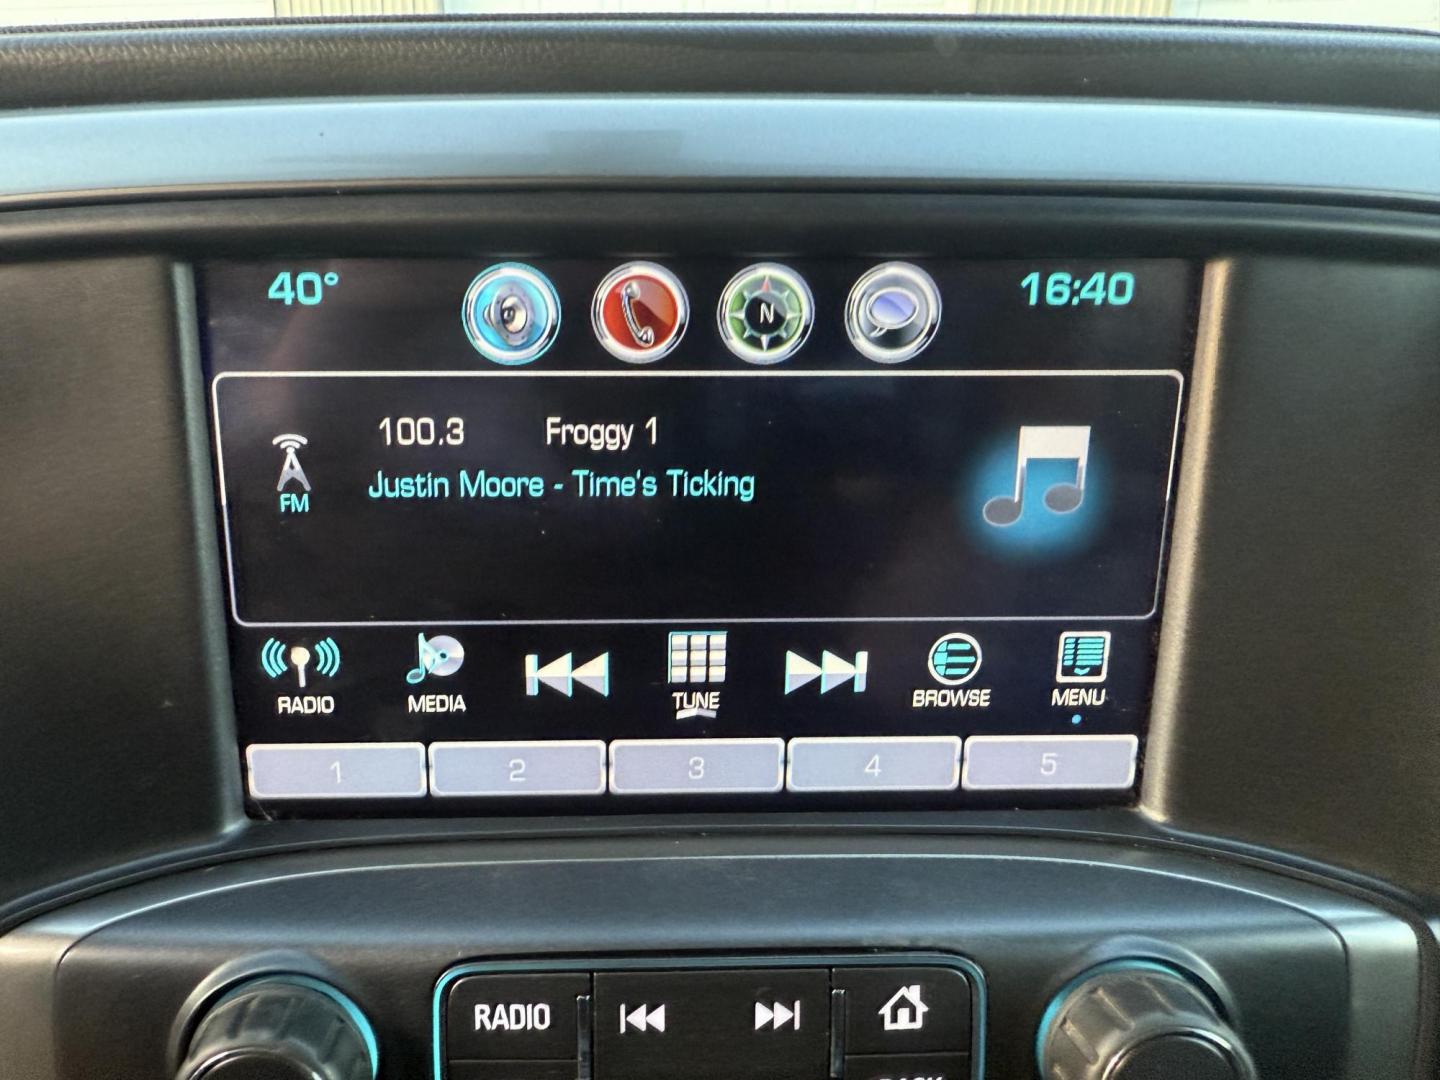 40°
N
16:40
100.3 Froggy 1
Justin Moore - Time's Ticking
FM
RADIO
MEDIA
TUNE
BROWSE
MENU
1 2 3 4 5
RADIO
BACK